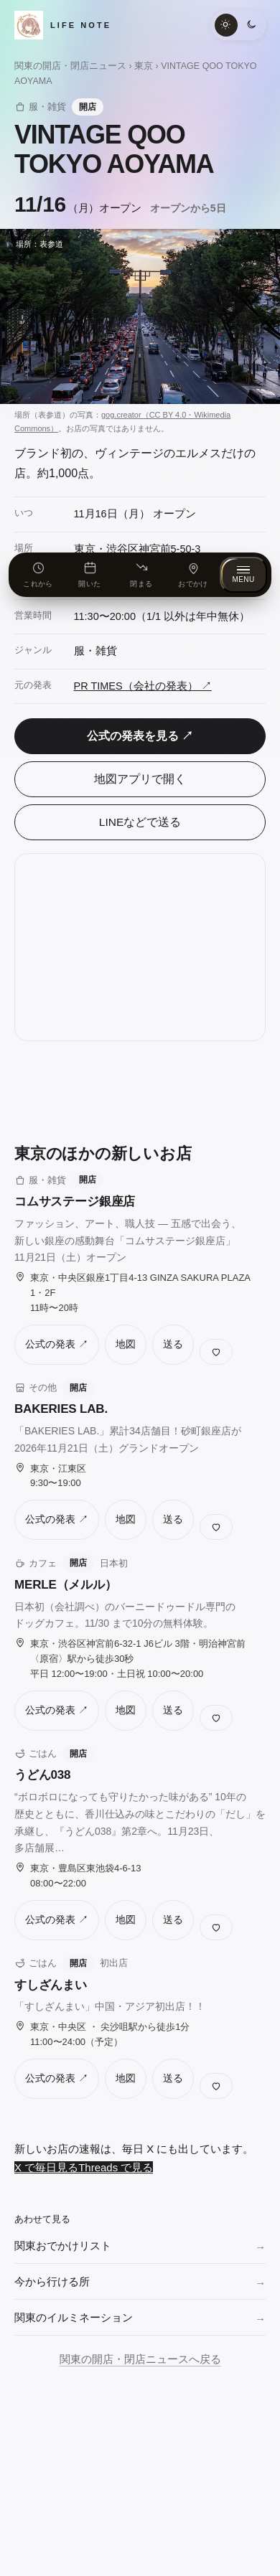 LIFE NOTE
関東の開店・閉店ニュース › 東京 › VINTAGE QOO TOKYO
AOYAMA
服・雑貨 開店
VINTAGE QOO
TOKYO AOYAMA
11/16（月）オープン オープンから5日
場所：表参道
場所（表参道）の写真：gog.creator（CC BY 4.0・Wikimedia
Commons）。お店の写真ではありません。
ブランド初の、ヴィンテージのエルメスだけの
店。約1,000点。
いつ 11月16日（月） オープン
場所 東京・渋谷区神宮前5-50-3
これから 開いた 閉まる おでかけ MENU
営業時間 11:30〜20:00（1/1 以外は年中無休）
ジャンル 服・雑貨
元の発表 PR TIMES（会社の発表） ↗
公式の発表を見る ↗
地図アプリで開く
LINEなどで送る
東京のほかの新しいお店
服・雑貨 開店
コムサステージ銀座店
ファッション、アート、職人技 — 五感で出会う、
新しい銀座の感動舞台「コムサステージ銀座店」
11月21日（土）オープン
東京・中央区銀座1丁目4-13 GINZA SAKURA PLAZA
1・2F
11時〜20時
公式の発表 ↗ 地図 送る
その他 開店
BAKERIES LAB.
「BAKERIES LAB.」累計34店舗目！砂町銀座店が
2026年11月21日（土）グランドオープン
東京・江東区
9:30〜19:00
公式の発表 ↗ 地図 送る
カフェ 開店 日本初
MERLE（メルル）
日本初（会社調べ）のバーニードゥードル専門の
ドッグカフェ。11/30 まで10分の無料体験。
東京・渋谷区神宮前6-32-1 J6ビル 3階・明治神宮前
〈原宿〉駅から徒歩30秒
平日 12:00〜19:00・土日祝 10:00〜20:00
公式の発表 ↗ 地図 送る
ごはん 開店
うどん038
“ボロボロになっても守りたかった味がある” 10年の
歴史とともに、香川仕込みの味とこだわりの「だし」を
承継し、『うどん038』第2章へ。11月23日、
多店舗展…
東京・豊島区東池袋4-6-13
08:00〜22:00
公式の発表 ↗ 地図 送る
ごはん 開店 初出店
すしざんまい
「すしざんまい」中国・アジア初出店！！
東京・中央区 ・ 尖沙咀駅から徒歩1分
11:00〜24:00（予定）
公式の発表 ↗ 地図 送る
新しいお店の速報は、毎日 X にも出しています。
X で毎日見るThreads で見る
あわせて見る
関東おでかけリスト →
今から行ける所 →
関東のイルミネーション →
関東の開店・閉店ニュースへ戻る